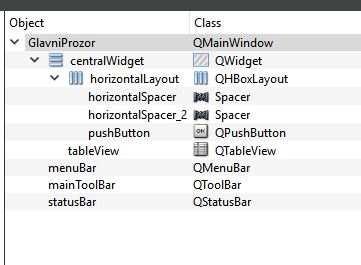 Object Class
GlavniProzor QMainWindow
centralWidget QWidget
horizontalLayout QHBoxLayout
horizontalSpacer Spacer
horizontalSpacer_2 Spacer
pushButton OK QPushButton
tableView QTableView
menuBar QMenuBar
mainToolBar QToolBar
statusBar QStatusBar